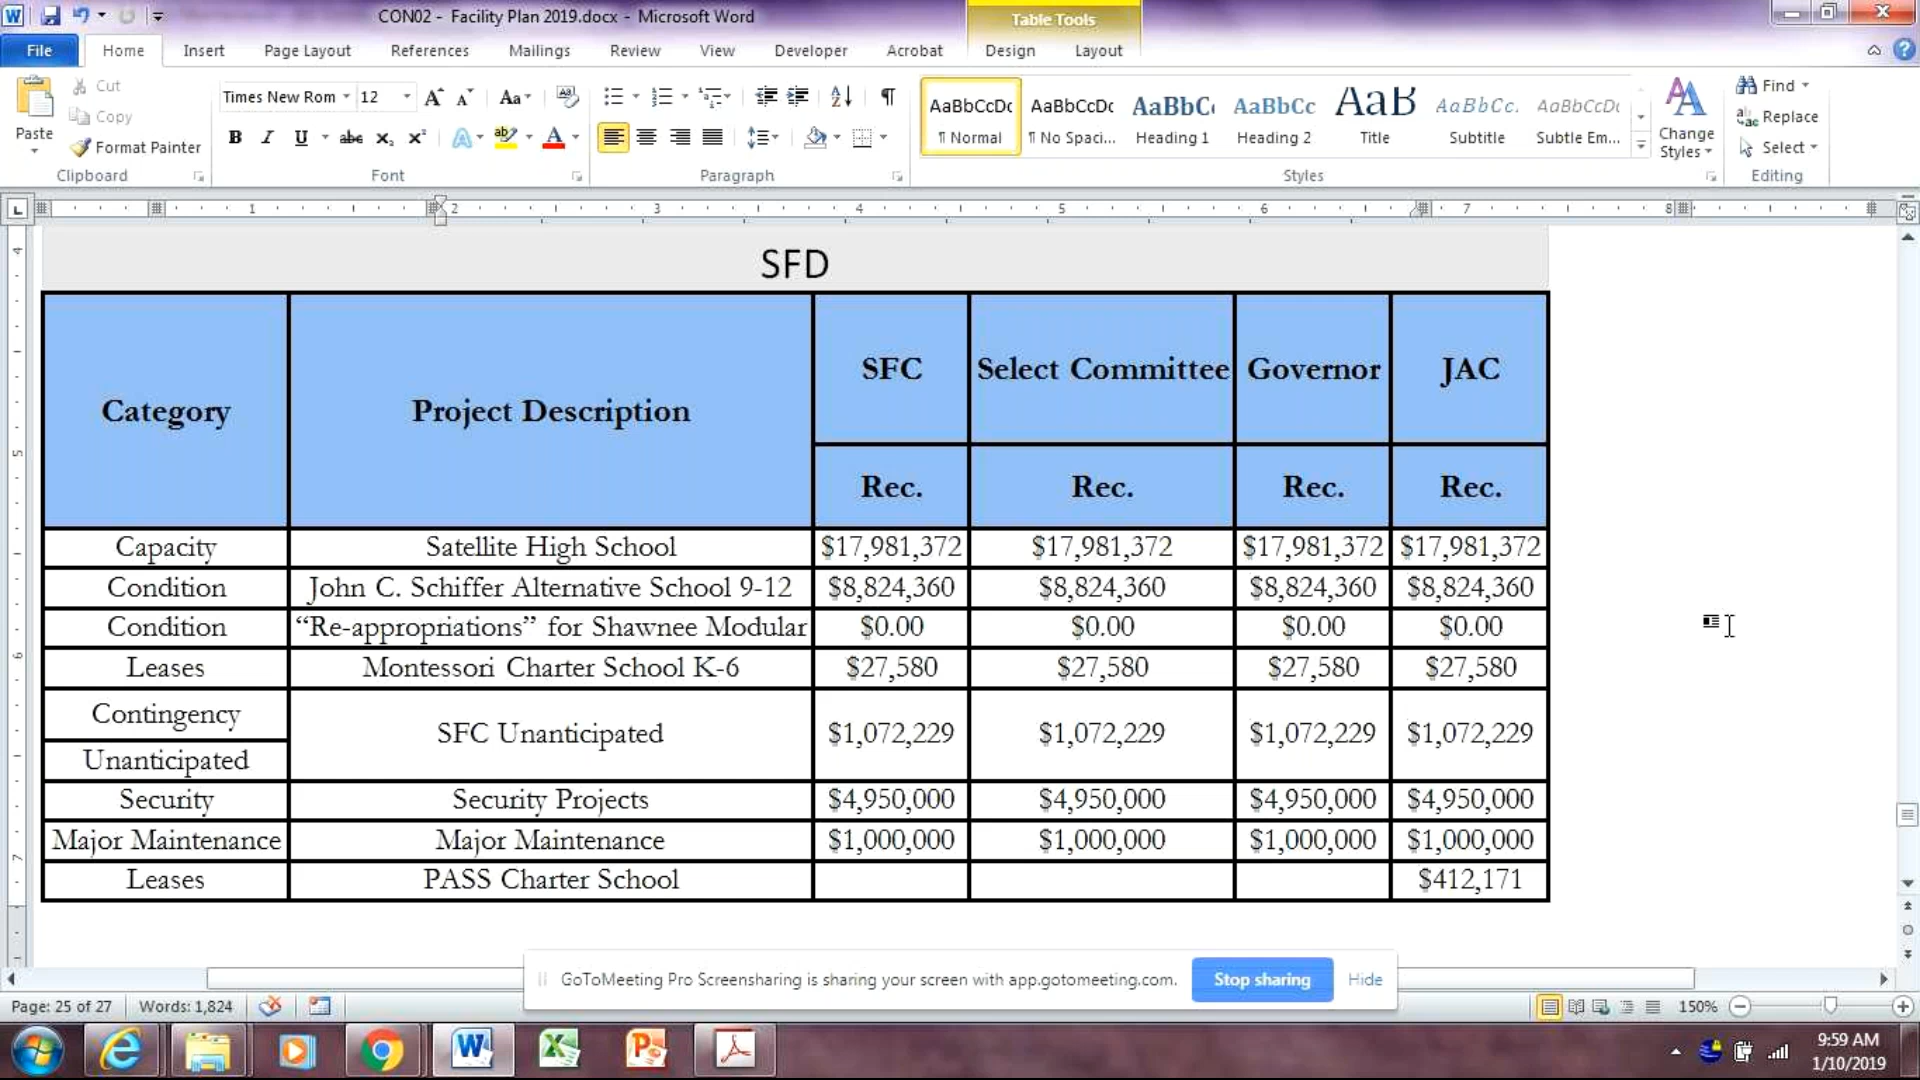 CON02 - Facility Plan 2019.docx - Microsoft Word
Table Tools
File Home Insert Page Layout References Mailings Review View Developer Acrobat Design Layout
Paste
Cut
Copy
Format Painter
Clipboard
Times New Rom 12
Font
Paragraph
AaBbCcDc AaBbCcDc AaBbC AaBbCc AaB AaBbCc. AaBbCcDc
¶ Normal ¶ No Spaci... Heading 1 Heading 2 Title Subtitle Subtle Em...
Change
Styles
Styles
Find
Replace
Select
Editing
1 2 3 4 5 6 7 8
SFD
Category Project Description SFC Select Committee Governor JAC
Rec. Rec. Rec. Rec.
Capacity Satellite High School $17,981,372 $17,981,372 $17,981,372 $17,981,372
Condition John C. Schiffer Alternative School 9-12 $8,824,360 $8,824,360 $8,824,360 $8,824,360
Condition “Re-appropriations” for Shawnee Modular $0.00 $0.00 $0.00 $0.00
Leases Montessori Charter School K-6 $27,580 $27,580 $27,580 $27,580
Contingency
Unanticipated
SFC Unanticipated $1,072,229 $1,072,229 $1,072,229 $1,072,229
Security Security Projects $4,950,000 $4,950,000 $4,950,000 $4,950,000
Major Maintenance Major Maintenance $1,000,000 $1,000,000 $1,000,000 $1,000,000
Leases PASS Charter School $412,171
GoToMeeting Pro Screensharing is sharing your screen with app.gotomeeting.com. Stop sharing Hide
Page: 25 of 27 Words: 1,824 150%
9:59 AM
1/10/2019